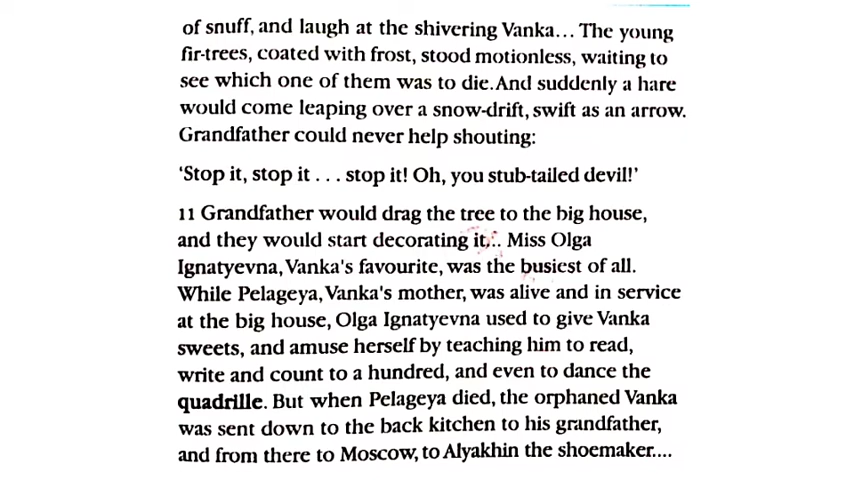 of snuff, and laugh at the shivering Vanka... The young
fir-trees, coated with frost, stood motionless, waiting to
see which one of them was to die. And suddenly a hare
would come leaping over a snow-drift, swift as an arrow.
Grandfather could never help shouting:
'Stop it, stop it . . . stop it! Oh, you stub-tailed devil!'
11 Grandfather would drag the tree to the big house,
and they would start decorating it... Miss Olga
Ignatyevna, Vanka's favourite, was the busiest of all.
While Pelageya, Vanka's mother, was alive and in service
at the big house, Olga Ignatyevna used to give Vanka
sweets, and amuse herself by teaching him to read,
write and count to a hundred, and even to dance the
quadrille. But when Pelageya died, the orphaned Vanka
was sent down to the back kitchen to his grandfather,
and from there to Moscow, to Alyakhin the shoemaker....